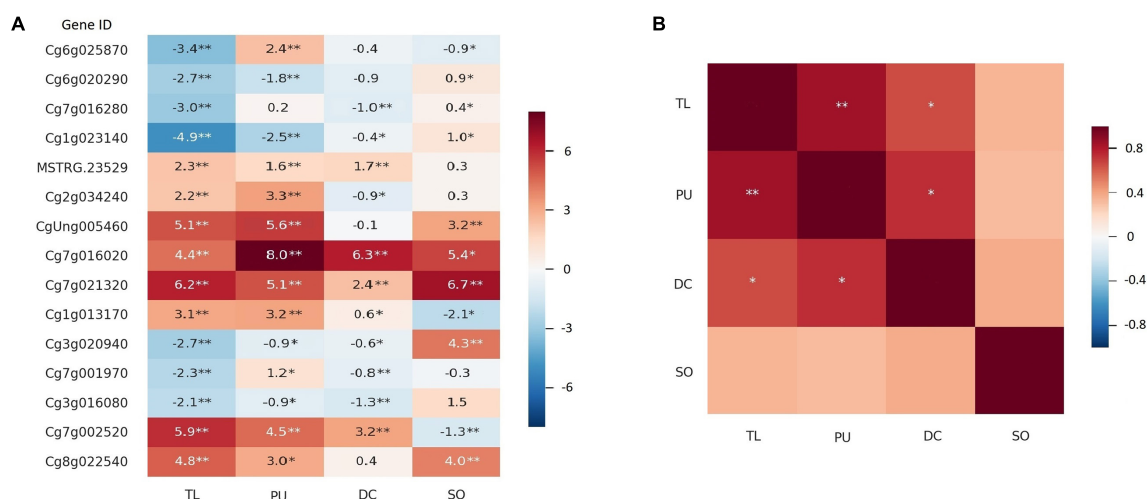 A
Gene ID
Cg6g025870 -3.4** 2.4** -0.4 -0.9*
Cg6g020290 -2.7** -1.8** -0.9 0.9*
Cg7g016280 -3.0** 0.2 -1.0** 0.4*
Cg1g023140 -4.9** -2.5** -0.4* 1.0*
MSTRG.23529 2.3** 1.6** 1.7** 0.3
Cg2g034240 2.2** 3.3** -0.9* 0.3
CgUng005460 5.1** 5.6** -0.1 3.2**
Cg7g016020 4.4** 8.0** 6.3** 5.4*
Cg7g021320 6.2** 5.1** 2.4** 6.7**
Cg1g013170 3.1** 3.2** 0.6* -2.1*
Cg3g020940 -2.7** -0.9* -0.6* 4.3**
Cg7g001970 -2.3** 1.2* -0.8** -0.3
Cg3g016080 -2.1** -0.9* -1.3** 1.5
Cg7g002520 5.9** 4.5** 3.2** -1.3**
Cg8g022540 4.8** 3.0* 0.4 4.0**
TL PU DC SO
6
3
0
-3
-6
B
TL ** *
PU ** *
DC * *
SO
TL PU DC SO
0.8
0.4
0
-0.4
-0.8